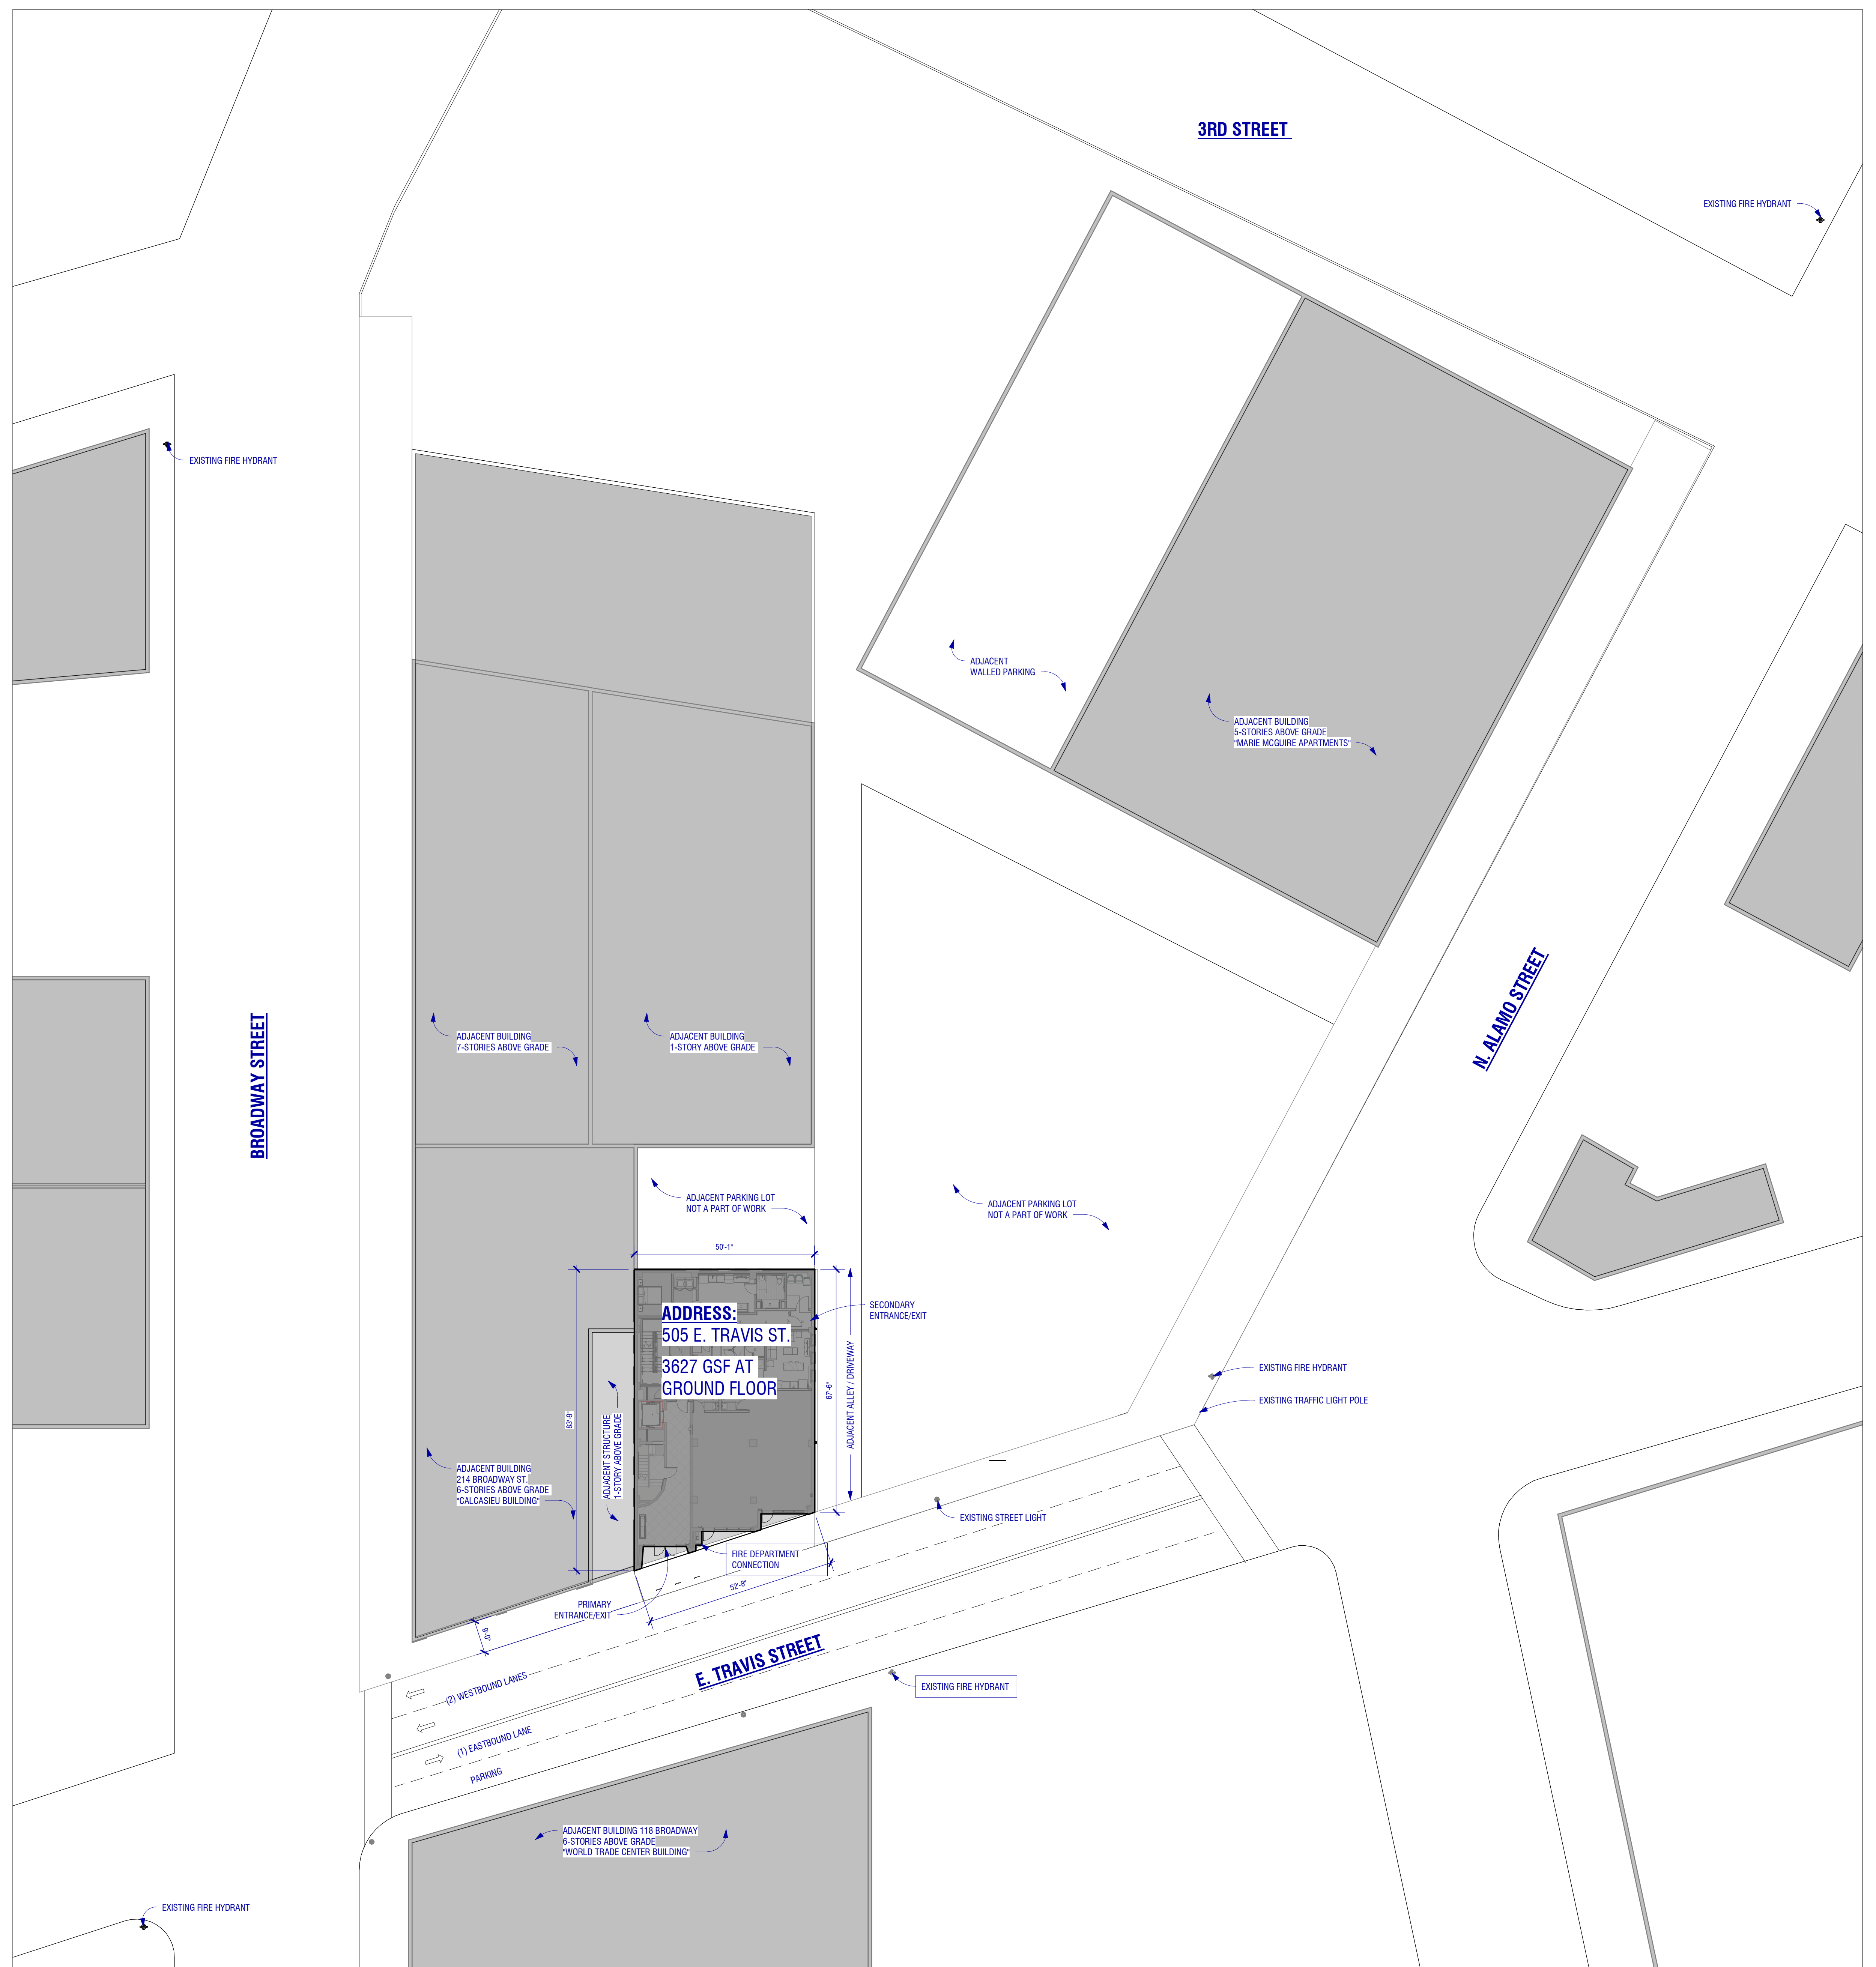 3RD STREET
EXISTING FIRE HYDRANT
EXISTING FIRE HYDRANT
ADJACENT
WALLED PARKING
ADJACENT BUILDING
5-STORIES ABOVE GRADE
"MARIE MCGUIRE APARTMENTS"
N. ALAMO STREET
BROADWAY STREET
ADJACENT BUILDING
7-STORIES ABOVE GRADE
ADJACENT BUILDING
1-STORY ABOVE GRADE
ADJACENT PARKING LOT
NOT A PART OF WORK
ADJACENT PARKING LOT
NOT A PART OF WORK
50'-1"
SECONDARY
ENTRANCE/EXIT
ADDRESS:
505 E. TRAVIS ST.
3627 GSF AT
GROUND FLOOR
83'-9"
67'-6"
ADJACENT ALLEY / DRIVEWAY
ADJACENT STRUCTURE
1-STORY ABOVE GRADE
EXISTING FIRE HYDRANT
EXISTING TRAFFIC LIGHT POLE
ADJACENT BUILDING
214 BROADWAY ST.
6-STORIES ABOVE GRADE
"CALCASIEU BUILDING"
EXISTING STREET LIGHT
FIRE DEPARTMENT
CONNECTION
52'-8"
PRIMARY
ENTRANCE/EXIT
9'-0"
E. TRAVIS STREET
(2) WESTBOUND LANES
EXISTING FIRE HYDRANT
(1) EASTBOUND LANE
PARKING
ADJACENT BUILDING 118 BROADWAY
6-STORIES ABOVE GRADE
"WORLD TRADE CENTER BUILDING"
EXISTING FIRE HYDRANT